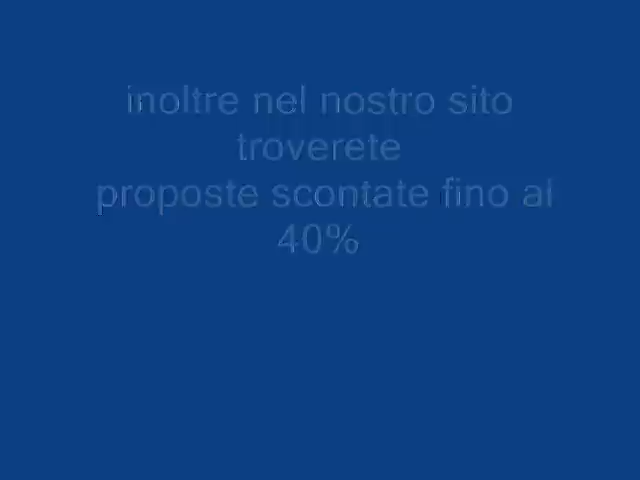 inoltre nel nostro sito
troverete
proposte scontate fino al
40%